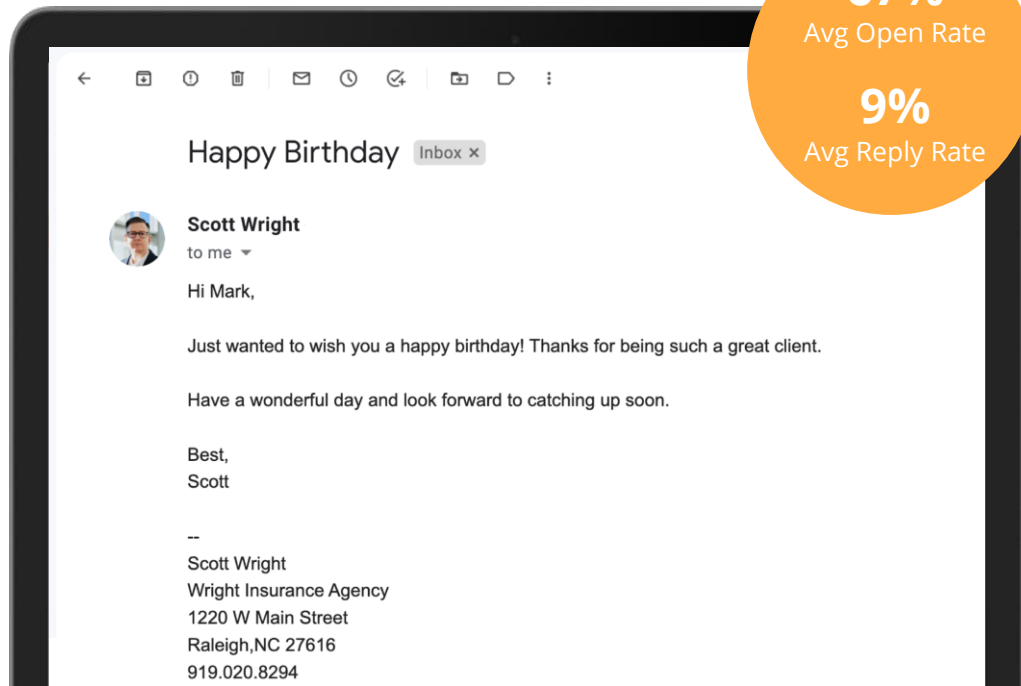 Avg Open Rate
9%
Avg Reply Rate
Happy Birthday Inbox ×
Scott Wright
to me
Hi Mark,
Just wanted to wish you a happy birthday! Thanks for being such a great client.
Have a wonderful day and look forward to catching up soon.
Best,
Scott
--
Scott Wright
Wright Insurance Agency
1220 W Main Street
Raleigh,NC 27616
919.020.8294